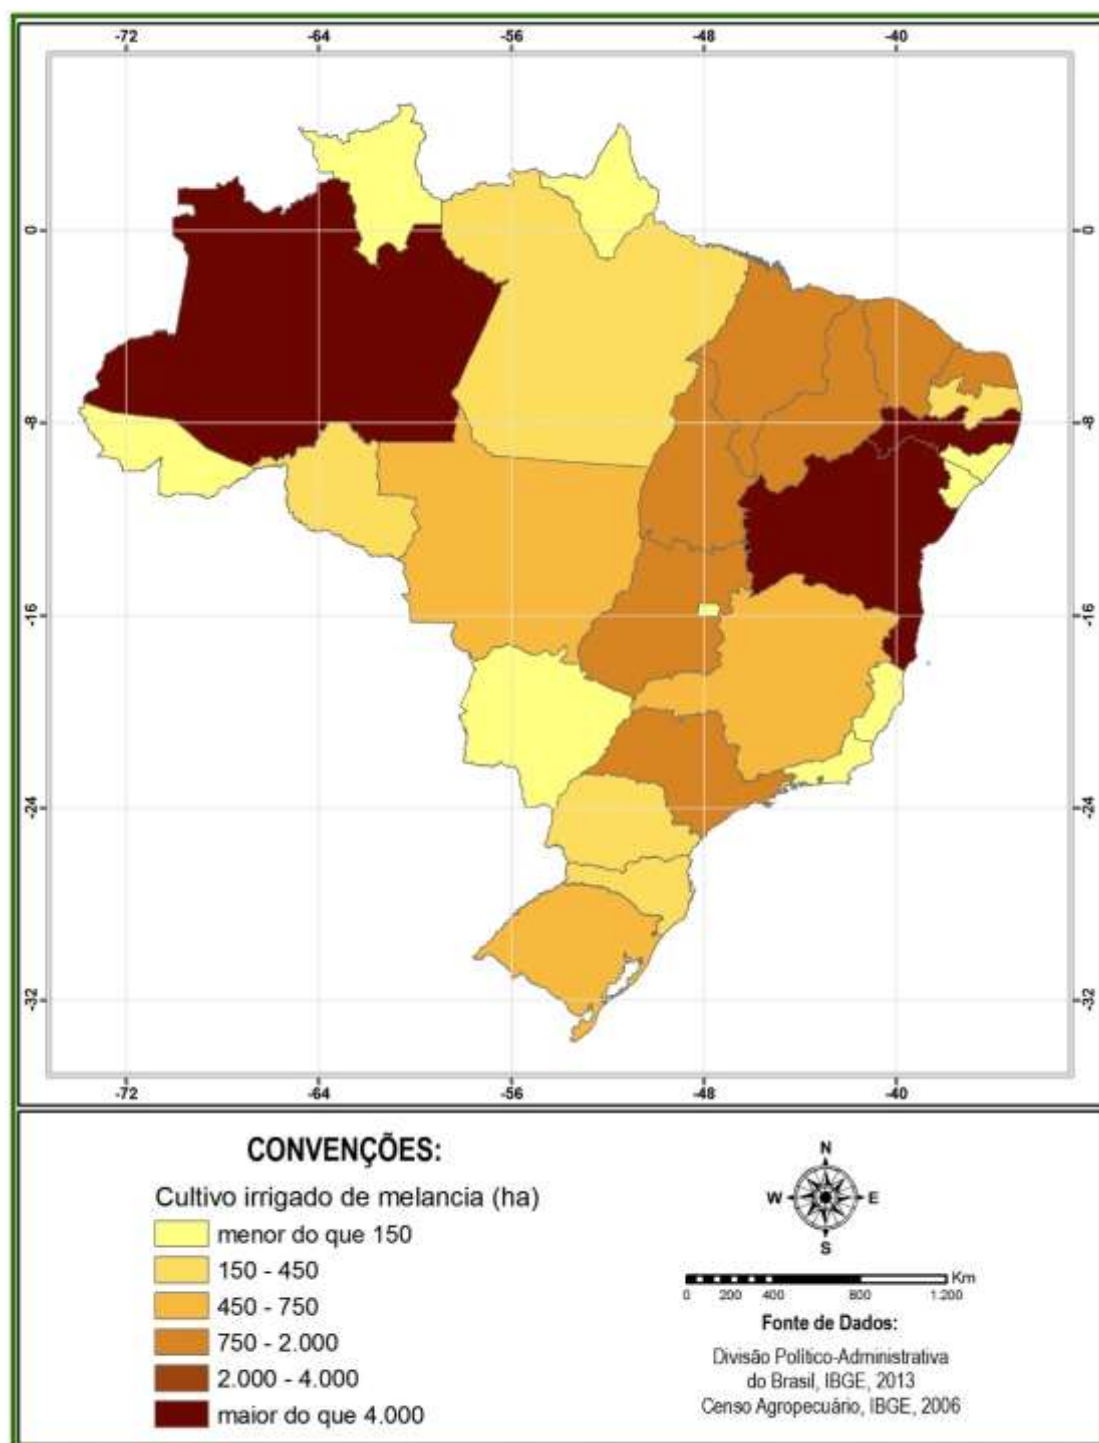 -72 -64 -56 -48 -40
0 0
-8 -8
-16 -16
-24 -24
-32 -32
-72 -64 -56 -48 -40
CONVENÇÕES:
Cultivo irrigado de melancia (ha)
menor do que 150
150 - 450
450 - 750
750 - 2.000
2.000 - 4.000
maior do que 4.000
N
W E
S
Km
0 200 400 800 1.200
Fonte de Dados:
Divisão Político-Administrativa
do Brasil, IBGE, 2013
Censo Agropecuário, IBGE, 2006